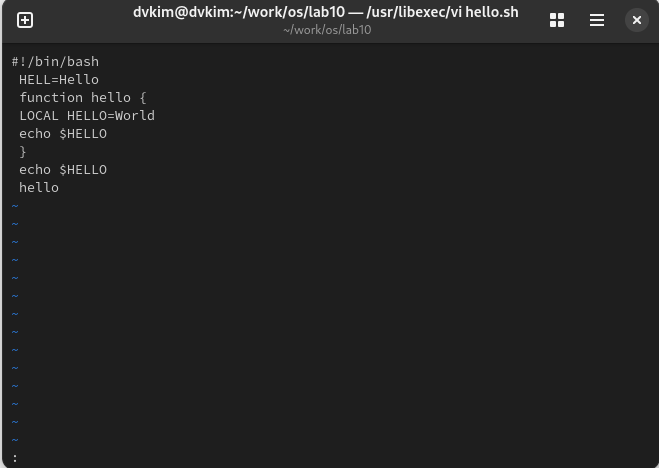 dvkim@dvkim:~/work/os/lab10 — /usr/libexec/vi hello.sh
~/work/os/lab10
#!/bin/bash
HELL=Hello
function hello {
LOCAL HELLO=World
echo $HELLO
}
echo $HELLO
hello
~
~
~
~
~
~
~
~
~
~
~
~
~
~
: